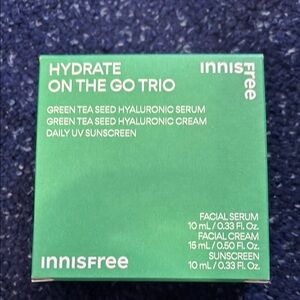 HYDRATE
ON THE GO TRIO
innisfree
GREEN TEA SEED HYALURONIC SERUM
GREEN TEA SEED HYALURONIC CREAM
DAILY UV SUNSCREEN
FACIAL SERUM
10 mL / 0.33 Fl. Oz.
FACIAL CREAM
15 mL / 0.50 Fl. Oz.
SUNSCREEN
10 mL / 0.33 Fl. Oz.
innisfree